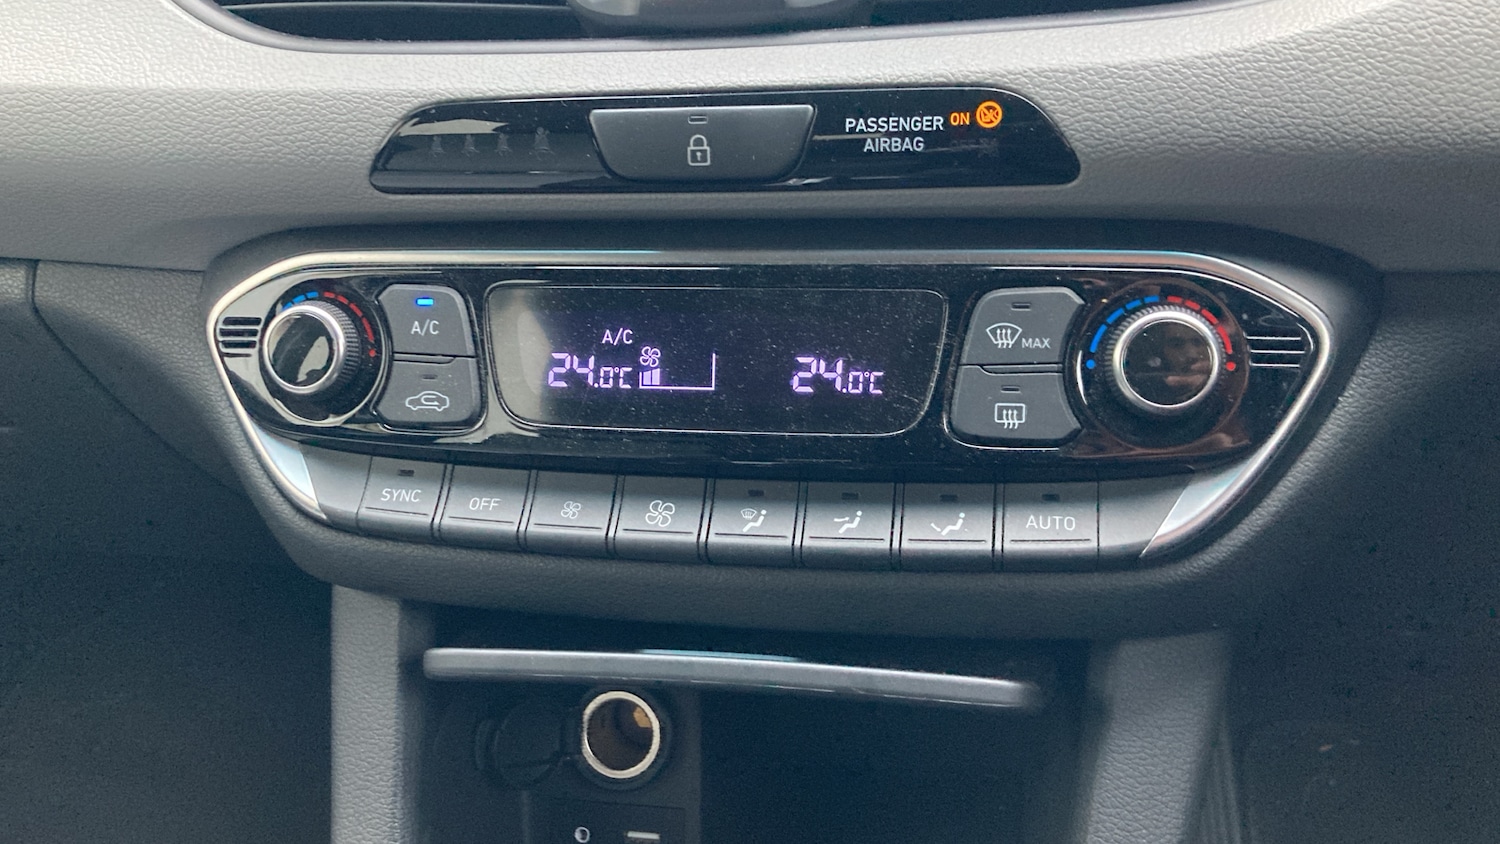 PASSENGER ON
AIRBAG
A/C
A/C
24.0°C
24.0°C
MAX
SYNC
OFF
AUTO